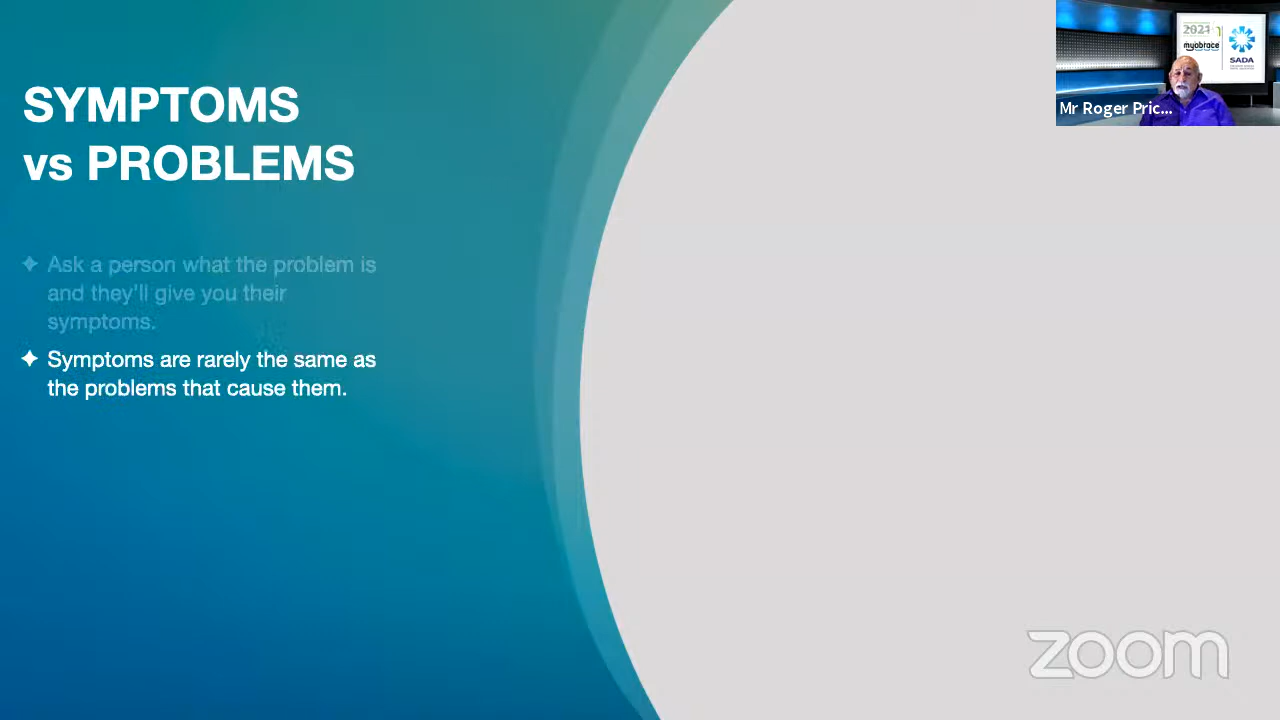 SYMPTOMS
vs PROBLEMS
✦ Ask a person what the problem is
and they'll give you their
symptoms.
✦ Symptoms are rarely the same as
the problems that cause them.
2021
myobrace
SADA
Mr Roger Pric...
zoom